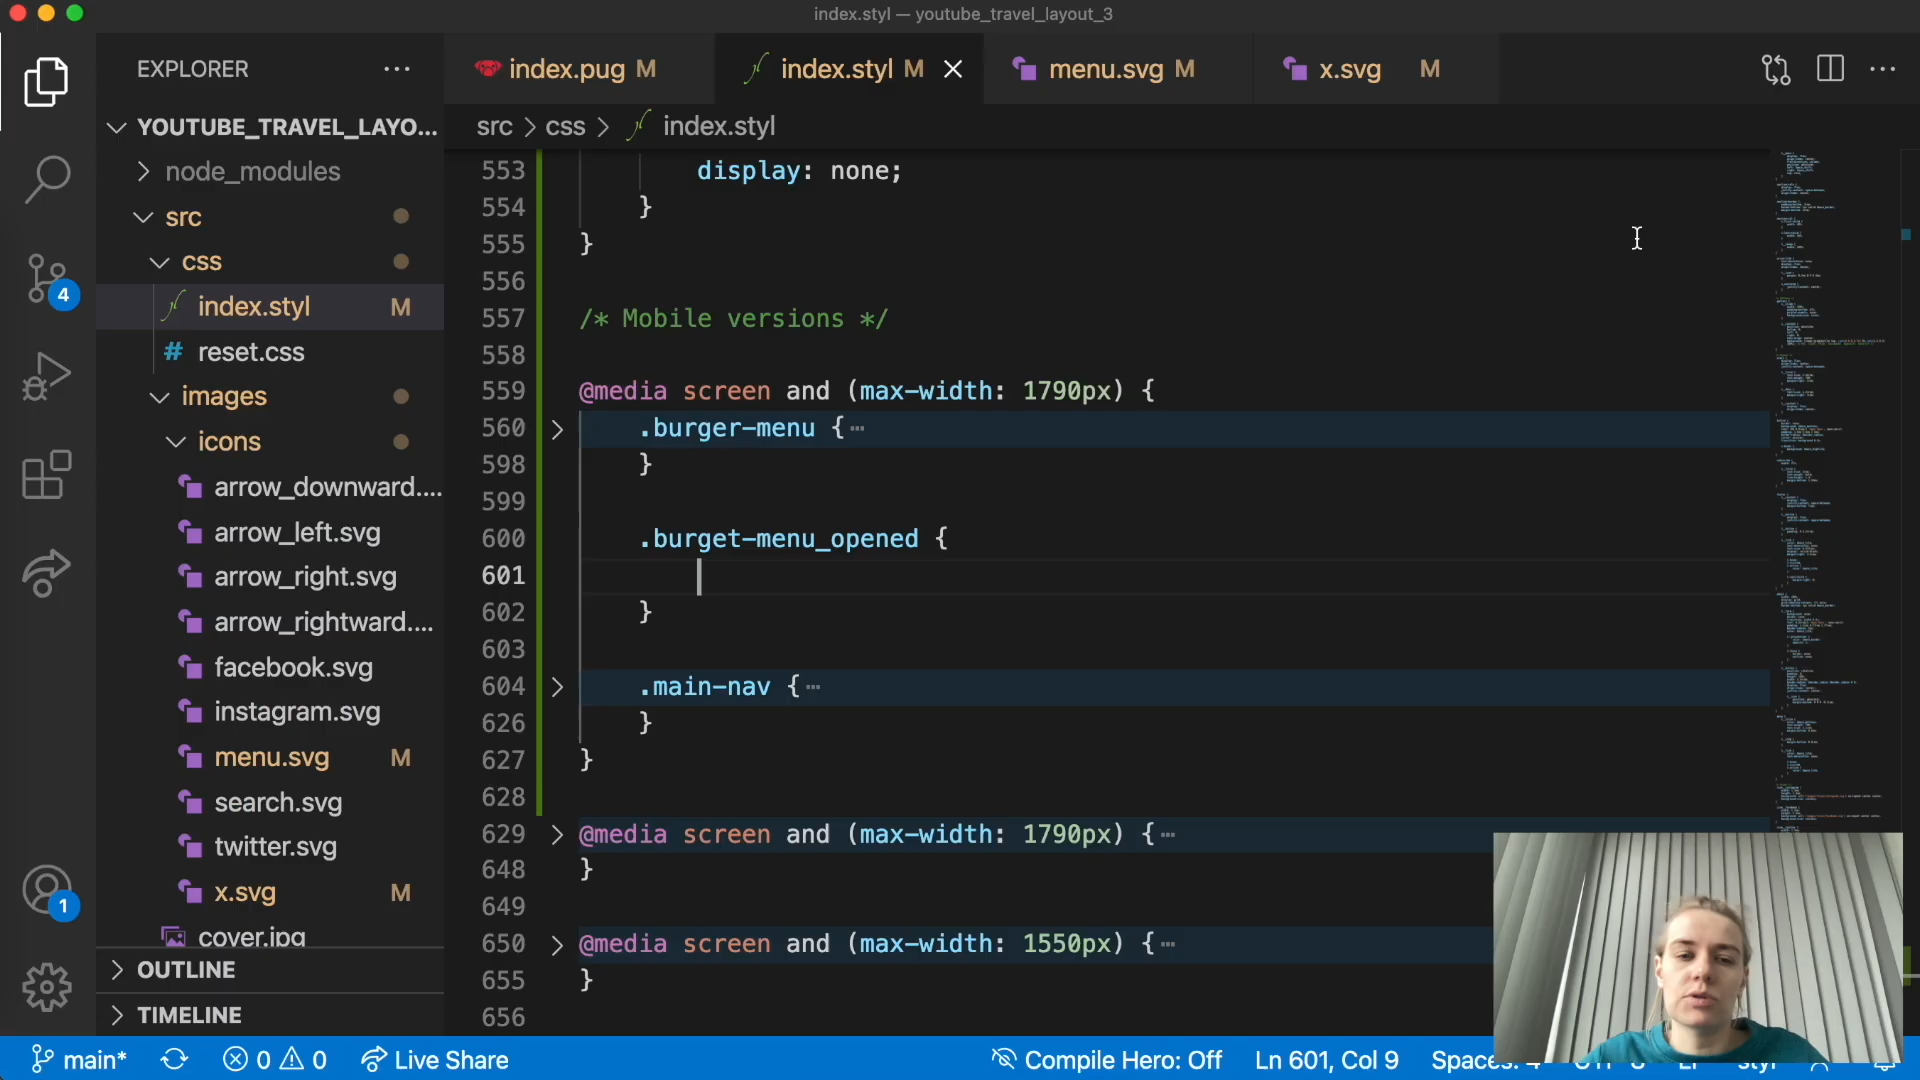 index.styl — youtube_travel_layout_3
EXPLORER
index.pug M
index.styl M
menu.svg M
x.svg M
YOUTUBE_TRAVEL_LAYO...
src > css > index.styl
node_modules
src
css
index.styl M
reset.css
images
icons
arrow_downward....
arrow_left.svg
arrow_right.svg
arrow_rightward....
facebook.svg
instagram.svg
menu.svg M
search.svg
twitter.svg
x.svg M
cover.jpg
OUTLINE
TIMELINE
4
1
553 display: none;
554 }
555 }
556
557 /* Mobile versions */
558
559 @media screen and (max-width: 1790px) {
560 .burger-menu {
598 }
599
600 .burget-menu_opened {
601
602 }
603
604 .main-nav {
626 }
627 }
628
629 @media screen and (max-width: 1790px) {
648 }
649
650 @media screen and (max-width: 1550px) {
655 }
656
main* 0 0 Live Share Compile Hero: Off Ln 601, Col 9